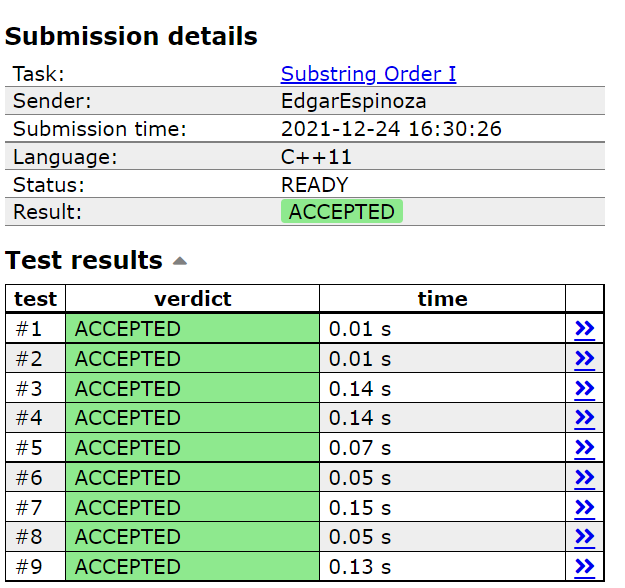 Submission details
Task: Substring Order I
Sender: EdgarEspinoza
Submission time: 2021-12-24 16:30:26
Language: C++11
Status: READY
Result: ACCEPTED
Test results
test verdict time
#1 ACCEPTED 0.01 s
#2 ACCEPTED 0.01 s
#3 ACCEPTED 0.14 s
#4 ACCEPTED 0.14 s
#5 ACCEPTED 0.07 s
#6 ACCEPTED 0.05 s
#7 ACCEPTED 0.15 s
#8 ACCEPTED 0.05 s
#9 ACCEPTED 0.13 s